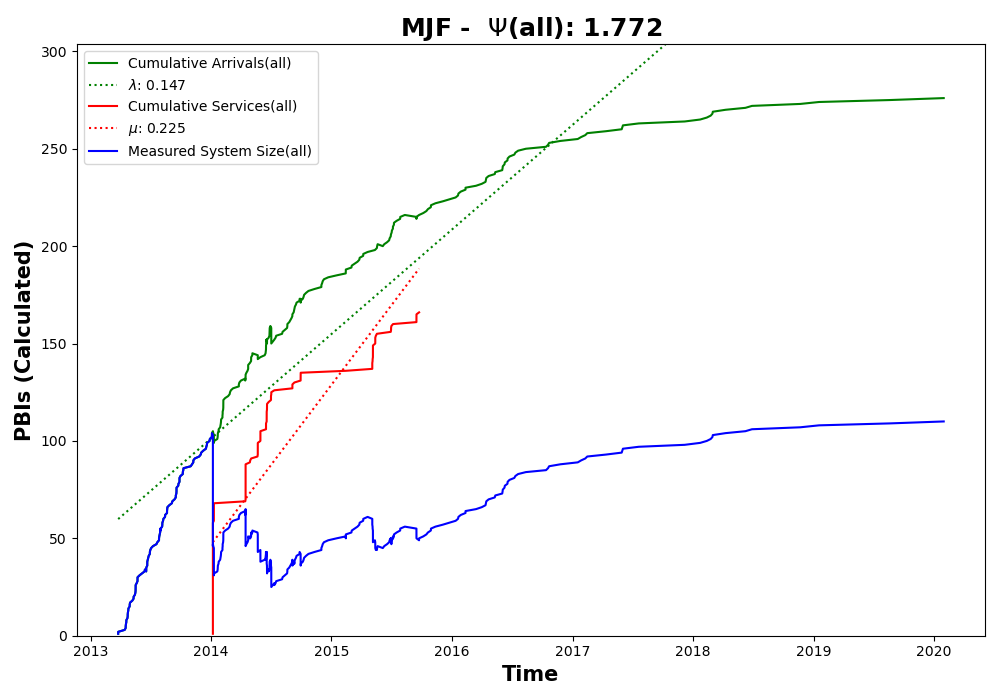 MJF -  Ψ(all): 1.772
Cumulative Arrivals(all)
λ: 0.147
Cumulative Services(all)
μ: 0.225
Measured System Size(all)
PBIs (Calculated)
300
250
200
150
100
50
0
2013 2014 2015 2016 2017 2018 2019 2020
Time